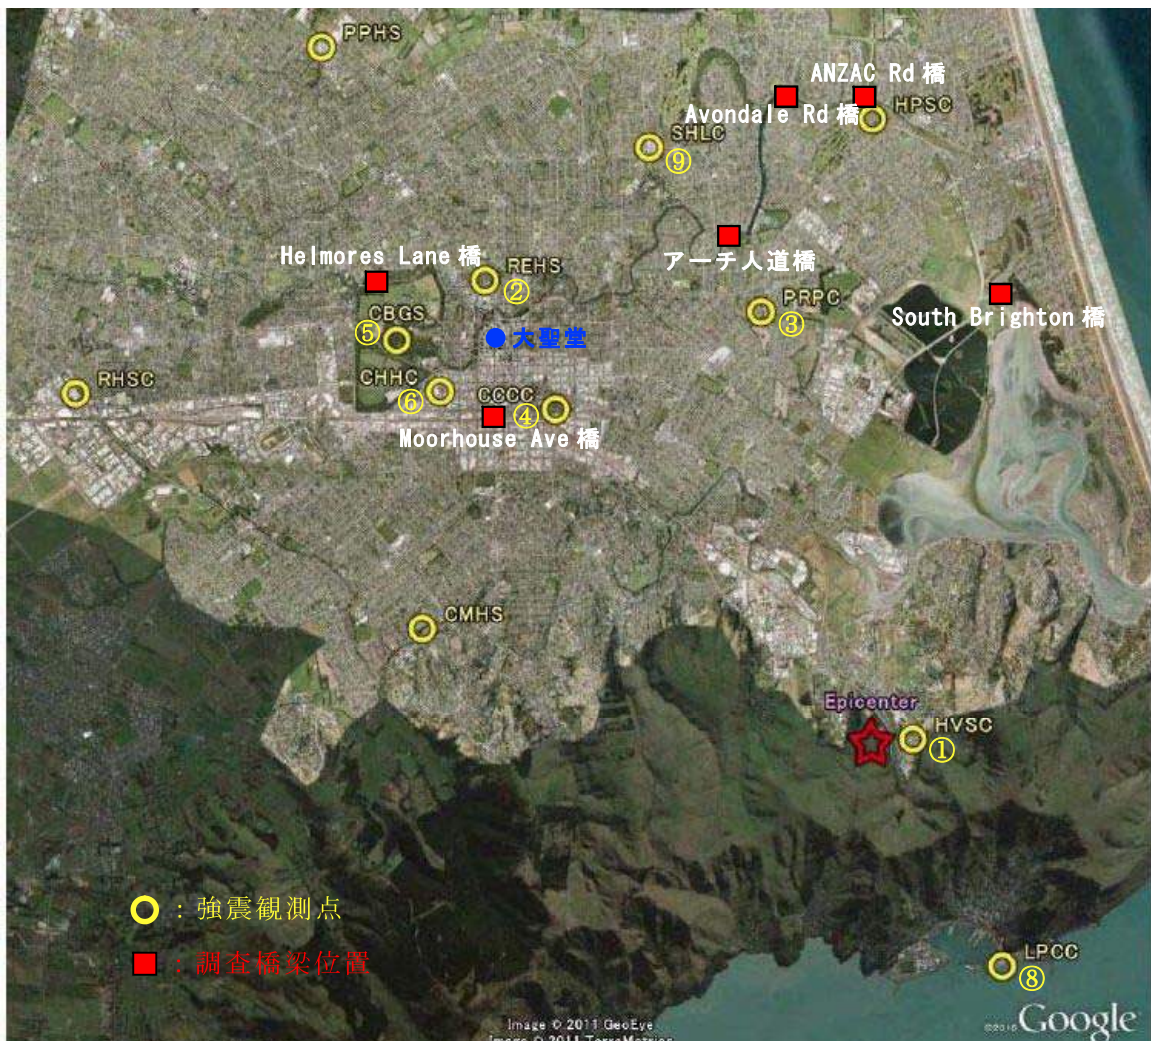 PPHS
ANZAC Rd 橋
Avondale Rd 橋
HPSC
SHLC
⑨
Helmores Lane 橋
REHS
②
アーチ人道橋
PRPC
③
South Brighton 橋
CBGS
⑤
大聖堂
RHSC
CHHC
⑥
CCCC
④
Moorhouse Ave 橋
CMHS
Epicenter
HVSC
①
：強震観測点
：調査橋梁位置
LPCC
⑧
Image © 2011 GeoEye
Image © 2011 TerraMetrics
Google